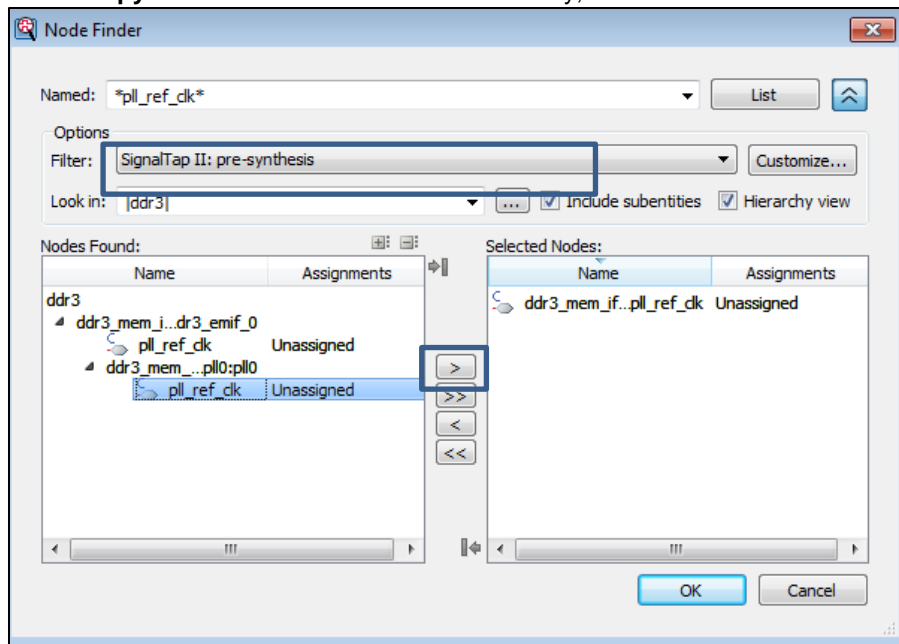 Node Finder
Named: *pll_ref_clk* List
Options
Filter: SignalTap II: pre-synthesis Customize...
Look in: |ddr3| ... Include subentities Hierarchy view
Nodes Found: Selected Nodes:
Name Assignments Name Assignments
ddr3 ddr3_mem_if...pll_ref_clk Unassigned
ddr3_mem_i...dr3_emif_0
pll_ref_clk Unassigned
ddr3_mem_...pll0:pll0 >
pll_ref_clk Unassigned >>
<
<<
OK Cancel